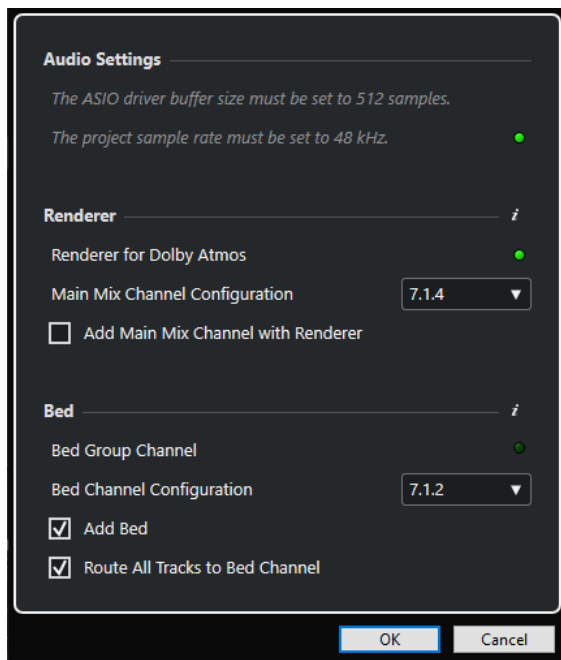 Audio Settings
The ASIO driver buffer size must be set to 512 samples.
The project sample rate must be set to 48 kHz.
Renderer
i
Renderer for Dolby Atmos
Main Mix Channel Configuration
7.1.4
Add Main Mix Channel with Renderer
Bed
i
Bed Group Channel
Bed Channel Configuration
7.1.2
Add Bed
Route All Tracks to Bed Channel
OK
Cancel